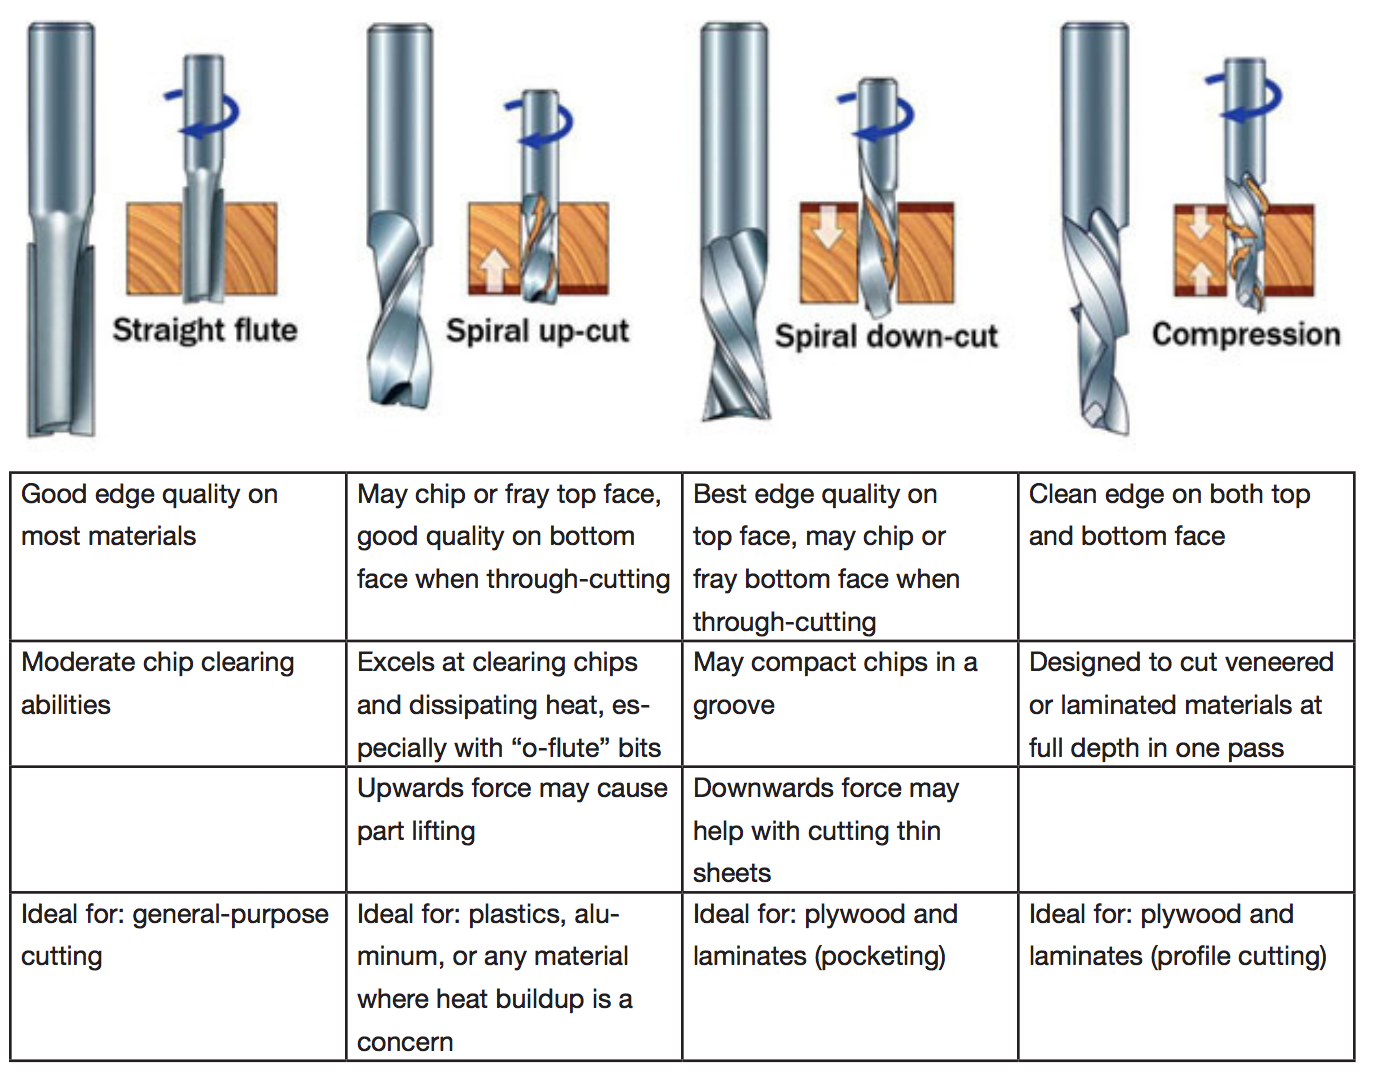 Straight flute
Spiral up-cut
Spiral down-cut
Compression
Good edge quality on
most materials
May chip or fray top face,
good quality on bottom
face when through-cutting
Best edge quality on
top face, may chip or
fray bottom face when
through-cutting
Clean edge on both top
and bottom face
Moderate chip clearing
abilities
Excels at clearing chips
and dissipating heat, es-
pecially with “o-flute” bits
May compact chips in a
groove
Designed to cut veneered
or laminated materials at
full depth in one pass
Upwards force may cause
part lifting
Downwards force may
help with cutting thin
sheets
Ideal for: general-purpose
cutting
Ideal for: plastics, alu-
minum, or any material
where heat buildup is a
concern
Ideal for: plywood and
laminates (pocketing)
Ideal for: plywood and
laminates (profile cutting)